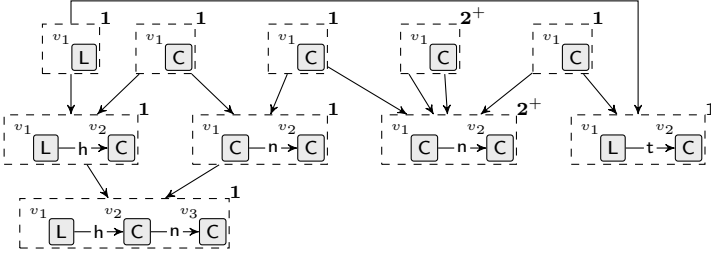 1 1 1 2+ 1
v1 v1 v1 v1 v1
L C C C C
1 1 2+ 1
v1 v2 v1 v2 v1 v2 v1 v2
L h C C n C C n C L t C
1
v1 v2 v3
L h C n C